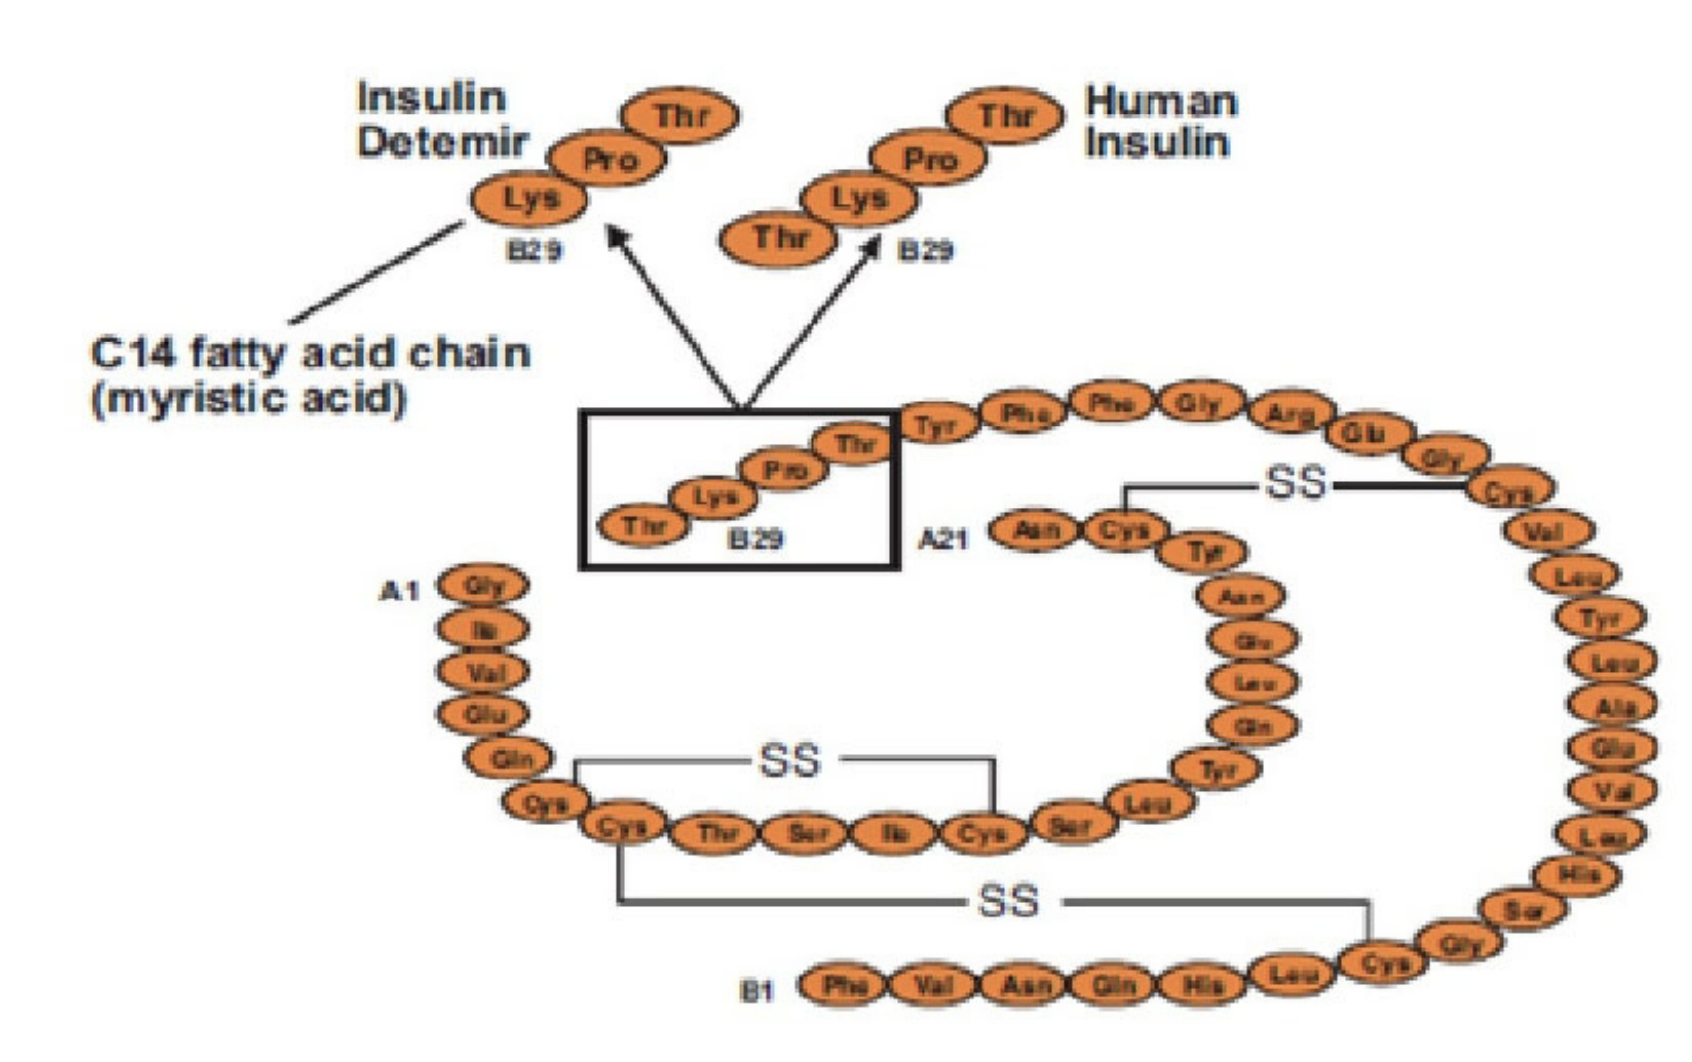 Insulin
Detemir
Thr
Pro
Lys
B29
Thr
Pro
Lys
Thr
B29
Human
Insulin
C14 fatty acid chain
(myristic acid)
Thr
Lys
Pro
Thr
B29
Tyr
Phe
Phe
Gly
Arg
Glu
Gly
Cys
Val
Leu
Tyr
Leu
Ala
Glu
Val
Leu
His
Ser
Gly
Cys
Leu
His
Gln
Asn
Val
Phe
B1
SS
A21
Asn
Cys
Tyr
Asn
Glu
Leu
Gln
Tyr
Leu
Ser
Cys
Ile
Ser
Thr
Cys
Cys
Gln
Glu
Val
Ile
Gly
A1
SS
SS